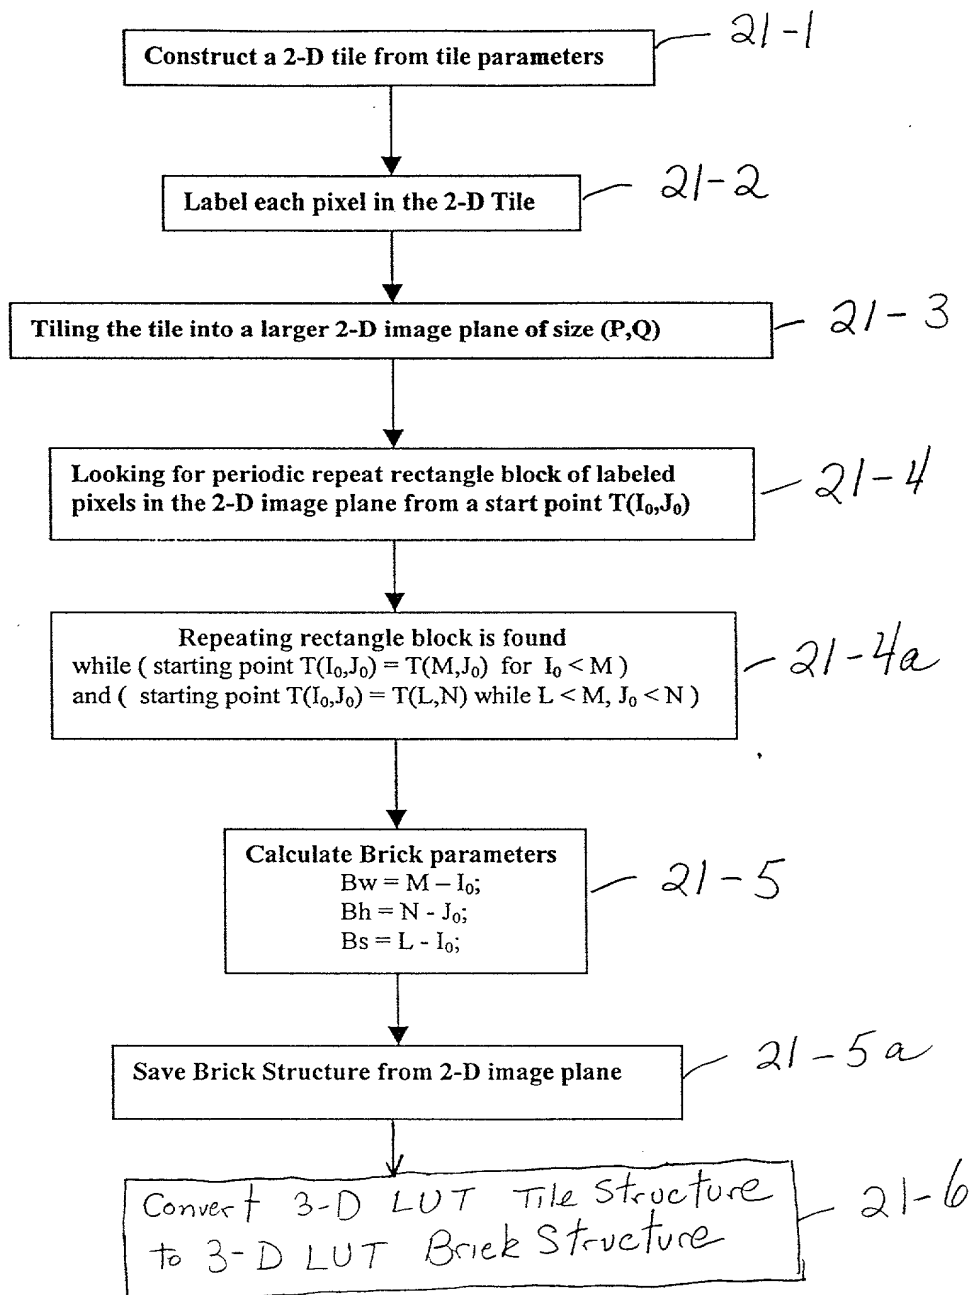 Construct a 2-D tile from tile parameters
21-1
Label each pixel in the 2-D Tile
21-2
Tiling the tile into a larger 2-D image plane of size (P,Q)
21-3
Looking for periodic repeat rectangle block of labeled
pixels in the 2-D image plane from a start point T(I₀,J₀)
21-4
Repeating rectangle block is found
while ( starting point T(I₀,J₀) = T(M,J₀) for I₀ < M )
and ( starting point T(I₀,J₀) = T(L,N) while L < M, J₀ < N )
21-4a
Calculate Brick parameters
Bw = M – I₀;
Bh = N - J₀;
Bs = L - I₀;
21-5
Save Brick Structure from 2-D image plane
21-5a
Convert 3-D LUT Tile Structure
to 3-D LUT Brick Structure
21-6